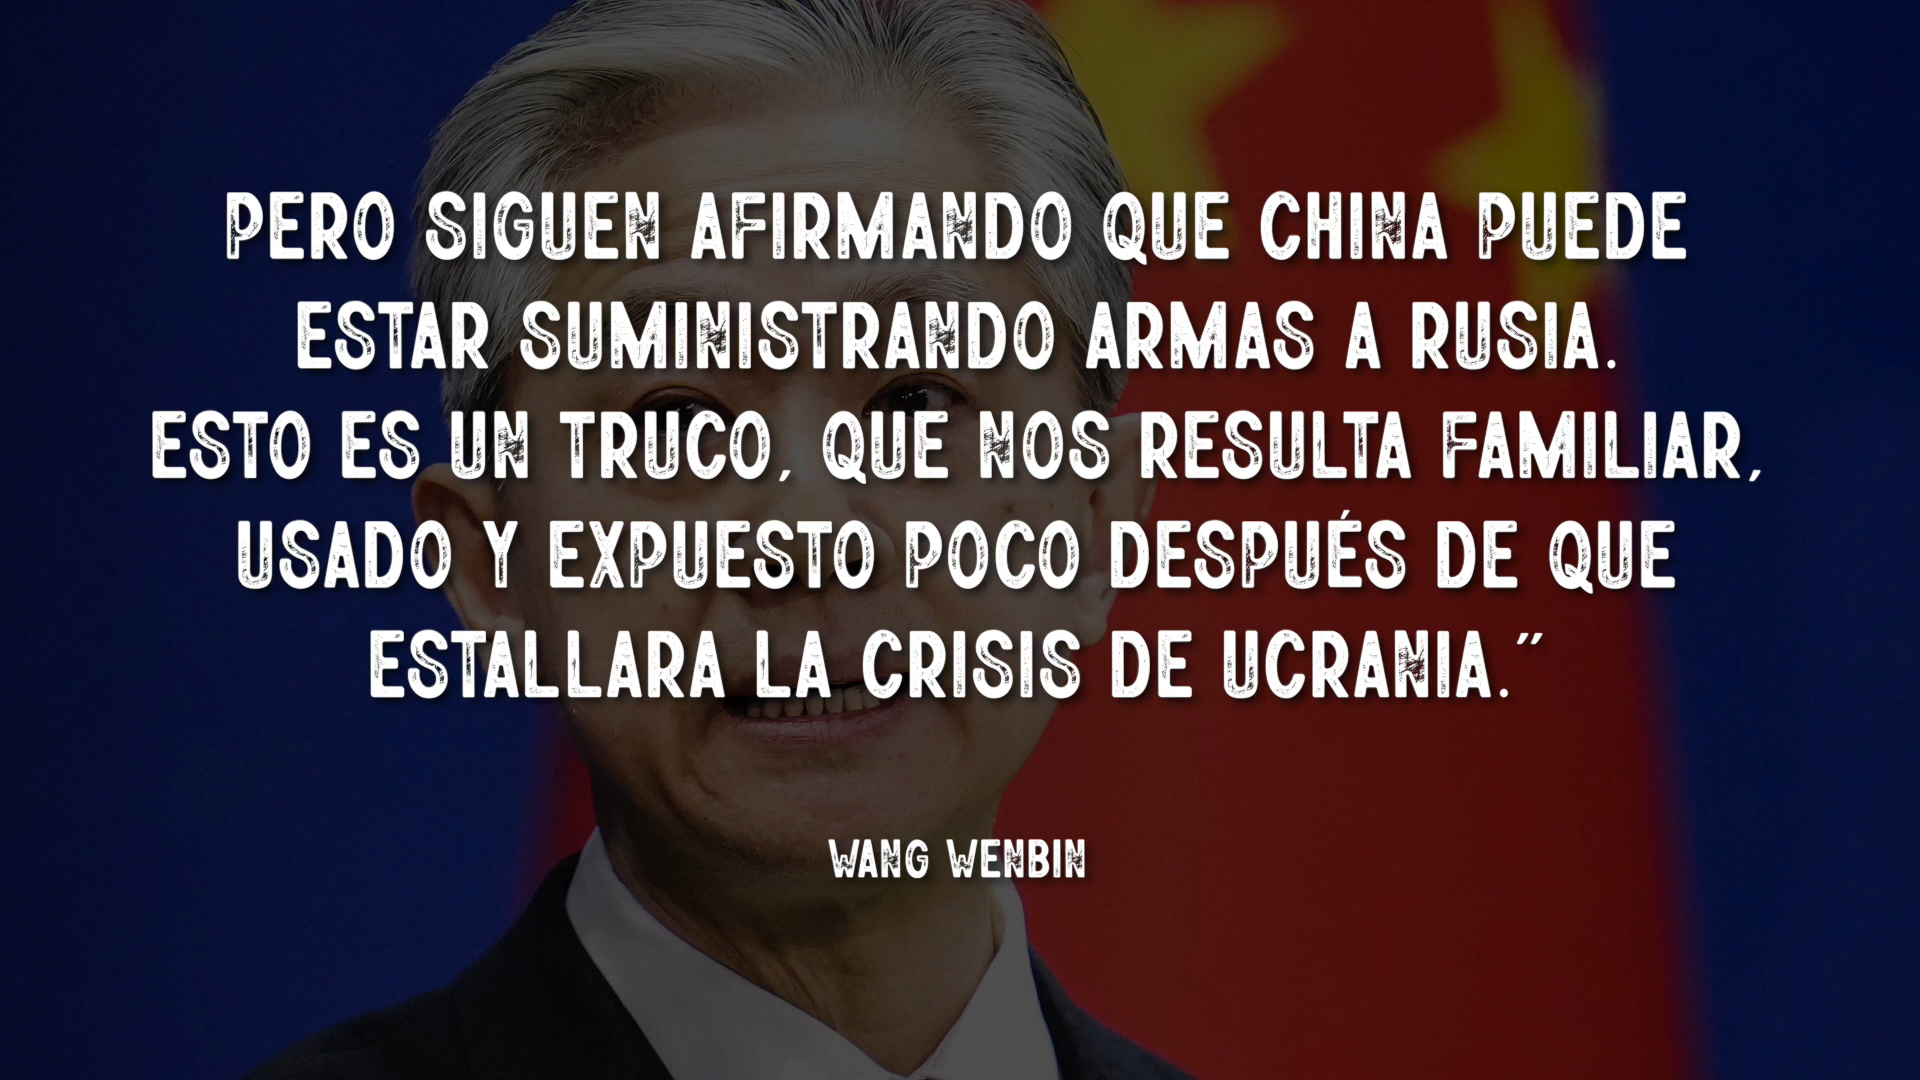 PERO SIGUEN AFIRMANDO QUE CHINA PUEDE
ESTAR SUMINISTRANDO ARMAS A RUSIA.
ESTO ES UN TRUCO, QUE NOS RESULTA FAMILIAR,
USADO Y EXPUESTO POCO DESPUÉS DE QUE
ESTALLARA LA CRISIS DE UCRANIA.”
WANG WENBIN